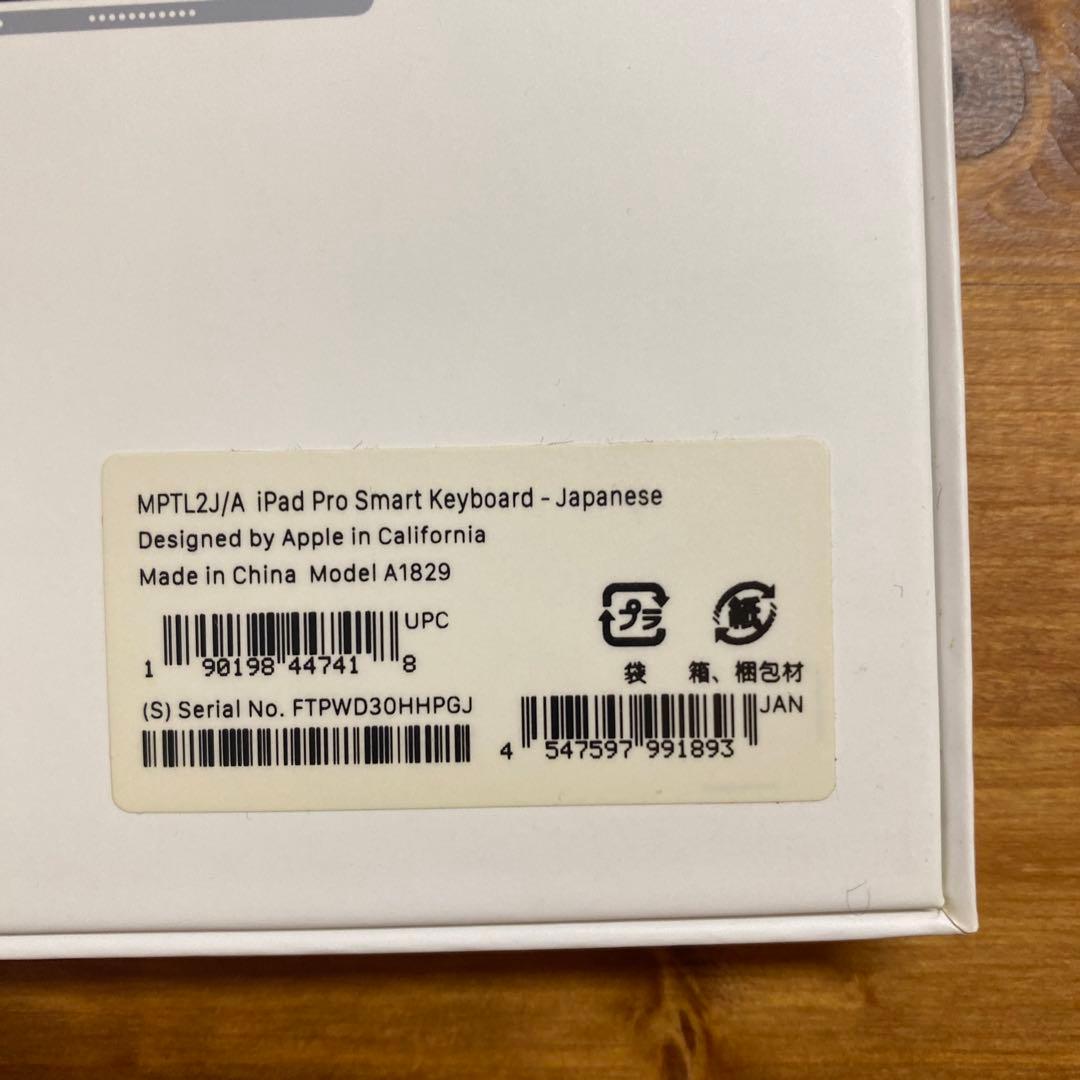 MPTL2J/A iPad Pro Smart Keyboard - Japanese
Designed by Apple in California
Made in China Model A1829
UPC
1 90198 44741 8
プラ
紙
袋 箱、梱包材
(S) Serial No. FTPWD30HHPGJ
JAN
4 547597 991893